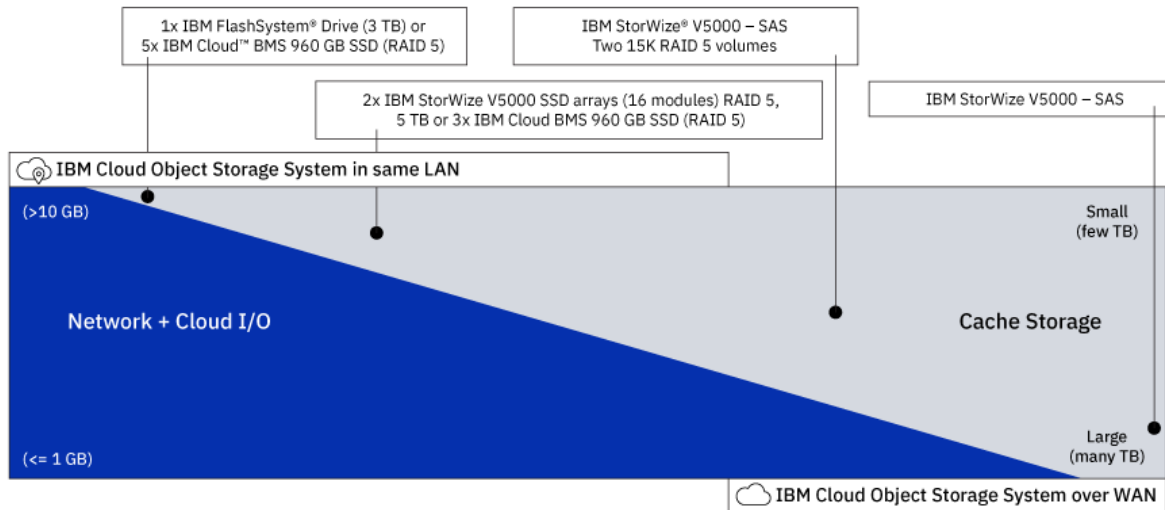 1x IBM FlashSystem® Drive (3 TB) or
5x IBM Cloud™ BMS 960 GB SSD (RAID 5)
IBM StorWize® V5000 – SAS
Two 15K RAID 5 volumes
2x IBM StorWize V5000 SSD arrays (16 modules) RAID 5,
5 TB or 3x IBM Cloud BMS 960 GB SSD (RAID 5)
IBM StorWize V5000 – SAS
IBM Cloud Object Storage System in same LAN
(>10 GB)
Small
(few TB)
Network + Cloud I/O
Cache Storage
(<= 1 GB)
Large
(many TB)
IBM Cloud Object Storage System over WAN